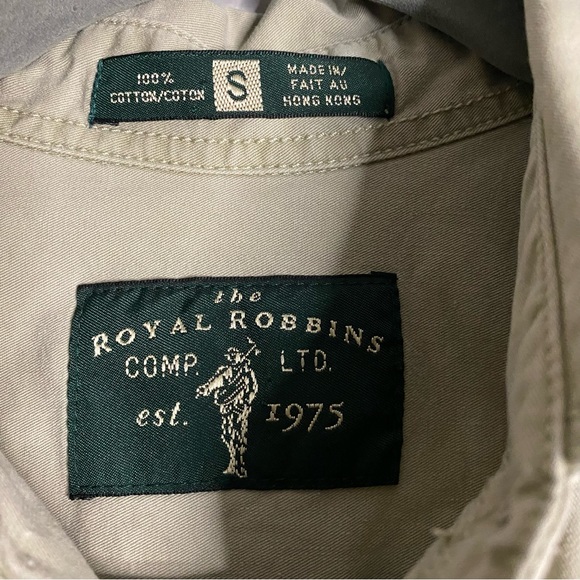 100%
COTTON/COTON
S
MADE IN/
FAIT AU
HONG KONG
the
ROYAL ROBBINS
COMP. LTD.
est. 1975